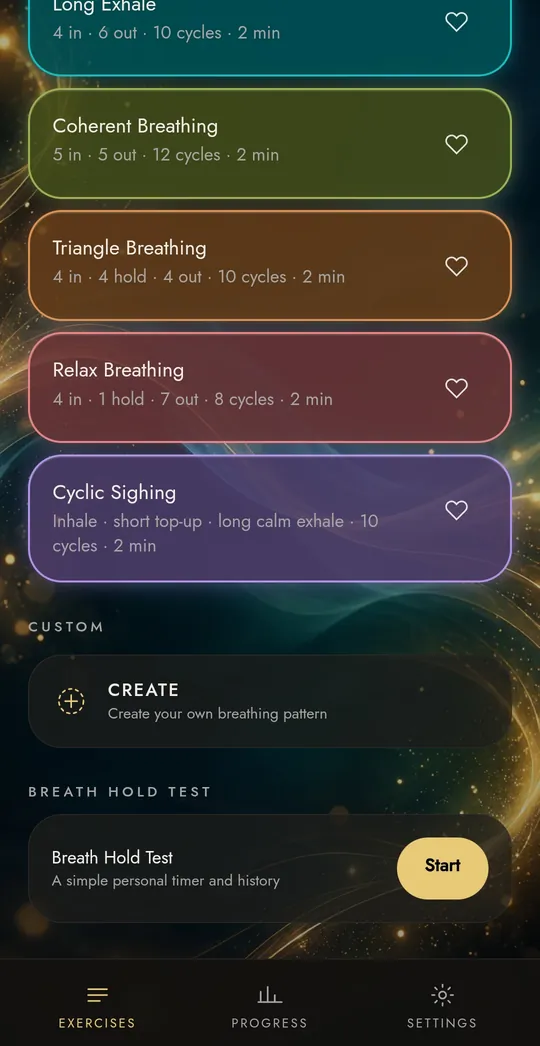 Long Exhale
4 in · 6 out · 10 cycles · 2 min
Coherent Breathing
5 in · 5 out · 12 cycles · 2 min
Triangle Breathing
4 in · 4 hold · 4 out · 10 cycles · 2 min
Relax Breathing
4 in · 1 hold · 7 out · 8 cycles · 2 min
Cyclic Sighing
Inhale · short top-up · long calm exhale · 10
cycles · 2 min
CUSTOM
CREATE
Create your own breathing pattern
BREATH HOLD TEST
Breath Hold Test
A simple personal timer and history
Start
EXERCISES
PROGRESS
SETTINGS